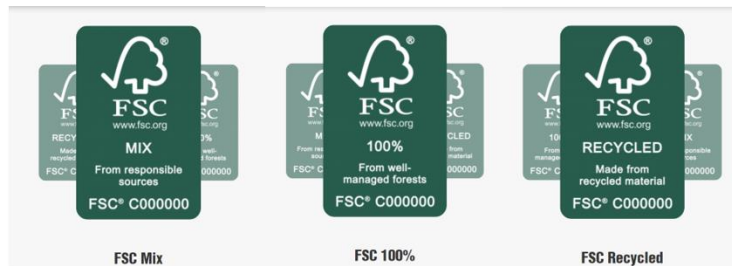 FSC
www.fsc.org
MIX
From responsible
sources
FSC® C000000
FSC Mix
FSC
www.fsc.org
100%
From well-
managed forests
FSC® C000000
FSC 100%
FSC
www.fsc.org
RECYCLED
Made from
recycled material
FSC® C000000
FSC Recycled